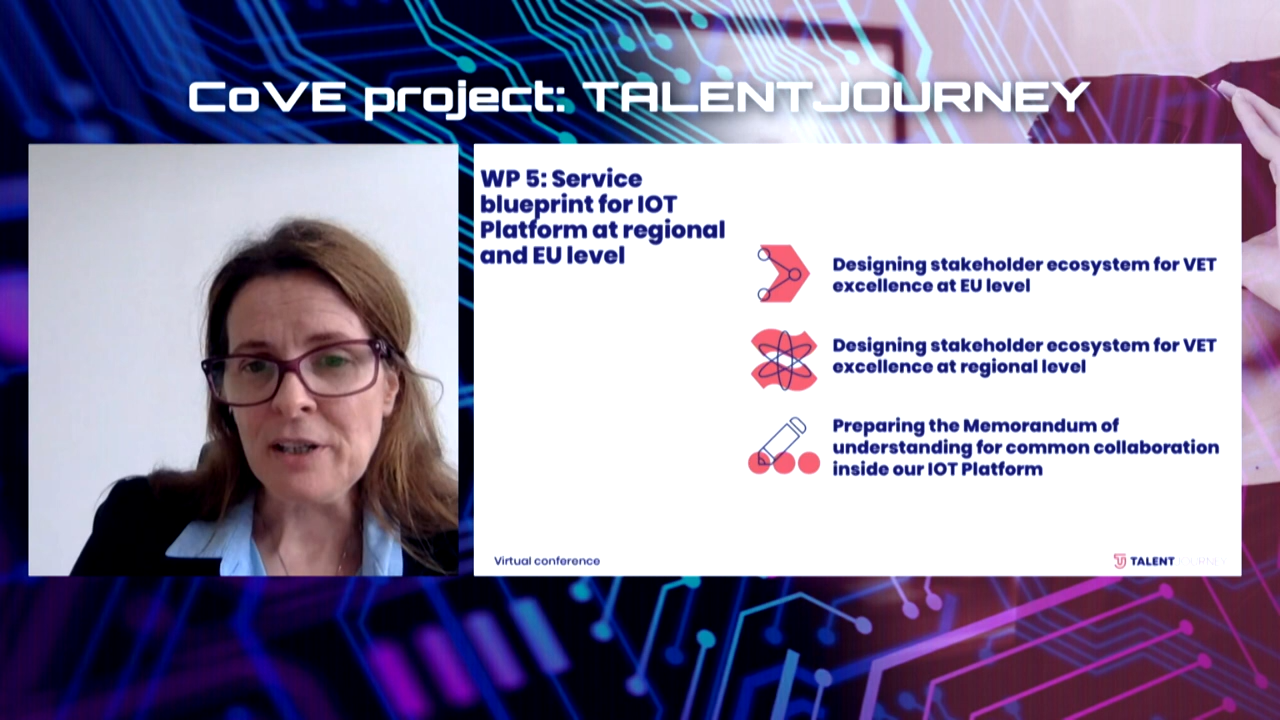 CoVE project: TALENTJOURNEY
WP 5: Service
blueprint for IOT
Platform at regional
and EU level
Designing stakeholder ecosystem for VET
excellence at EU level
Designing stakeholder ecosystem for VET
excellence at regional level
Preparing the Memorandum of
understanding for common collaboration
inside our IOT Platform
Virtual conference
TALENTJOURNEY